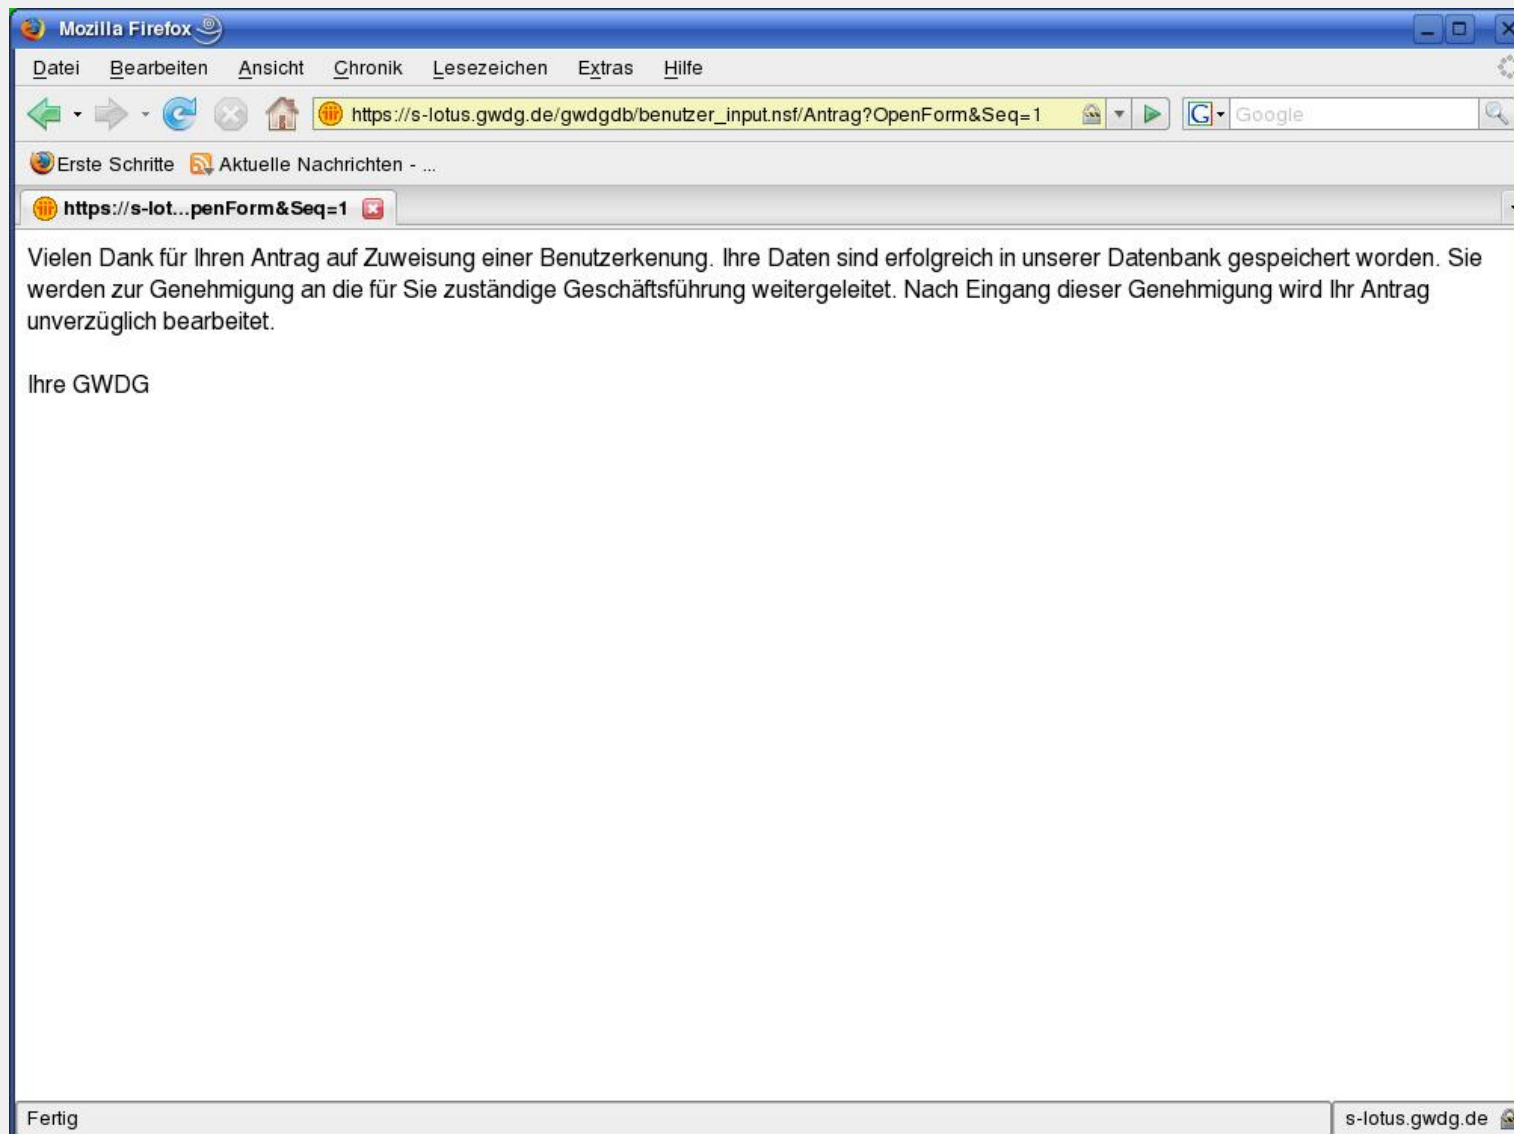 Mozilla Firefox
Datei Bearbeiten Ansicht Chronik Lesezeichen Extras Hilfe
https://s-lotus.gwdg.de/gwdgdb/benutzer_input.nsf/Antrag?OpenForm&Seq=1 G Google
Erste Schritte Aktuelle Nachrichten - ...
https://s-lot...penForm&Seq=1
Vielen Dank für Ihren Antrag auf Zuweisung einer Benutzerkenung. Ihre Daten sind erfolgreich in unserer Datenbank gespeichert worden. Sie
werden zur Genehmigung an die für Sie zuständige Geschäftsführung weitergeleitet. Nach Eingang dieser Genehmigung wird Ihr Antrag
unverzüglich bearbeitet.
Ihre GWDG
Fertig s-lotus.gwdg.de